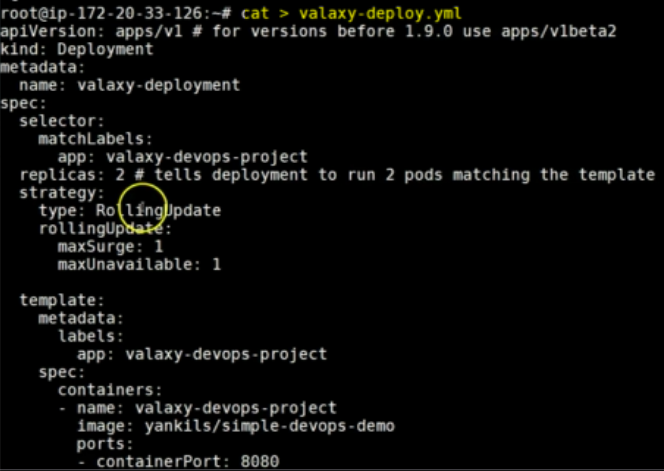 root@ip-172-20-33-126:~# cat > valaxy-deploy.yml
apiVersion: apps/v1 # for versions before 1.9.0 use apps/v1beta2
kind: Deployment
metadata:
  name: valaxy-deployment
spec:
  selector:
    matchLabels:
      app: valaxy-devops-project
  replicas: 2 # tells deployment to run 2 pods matching the template
  strategy:
    type: RollingUpdate
    rollingUpdate:
      maxSurge: 1
      maxUnavailable: 1
  template:
    metadata:
      labels:
        app: valaxy-devops-project
    spec:
      containers:
      - name: valaxy-devops-project
        image: yankils/simple-devops-demo
        ports:
        - containerPort: 8080